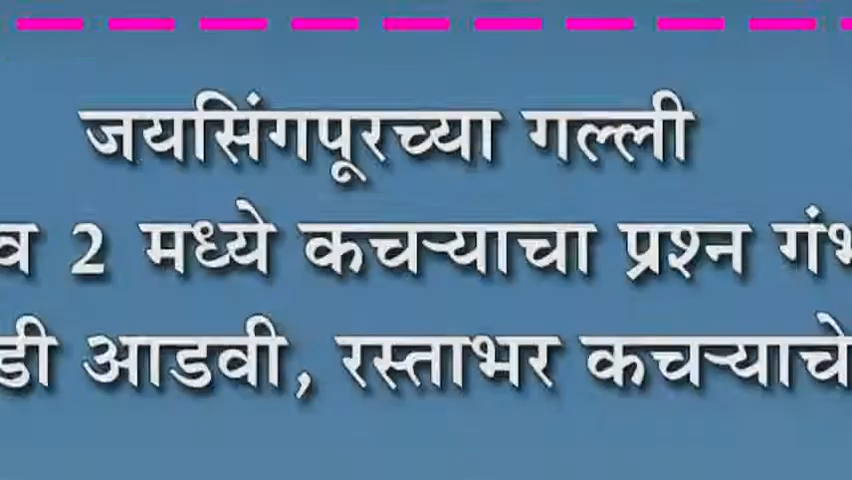 जयसिंगपूरच्या गल्ली
व 2 मध्ये कचऱ्याचा प्रश्न
आडवी, रस्ताभर कचऱ्याचे